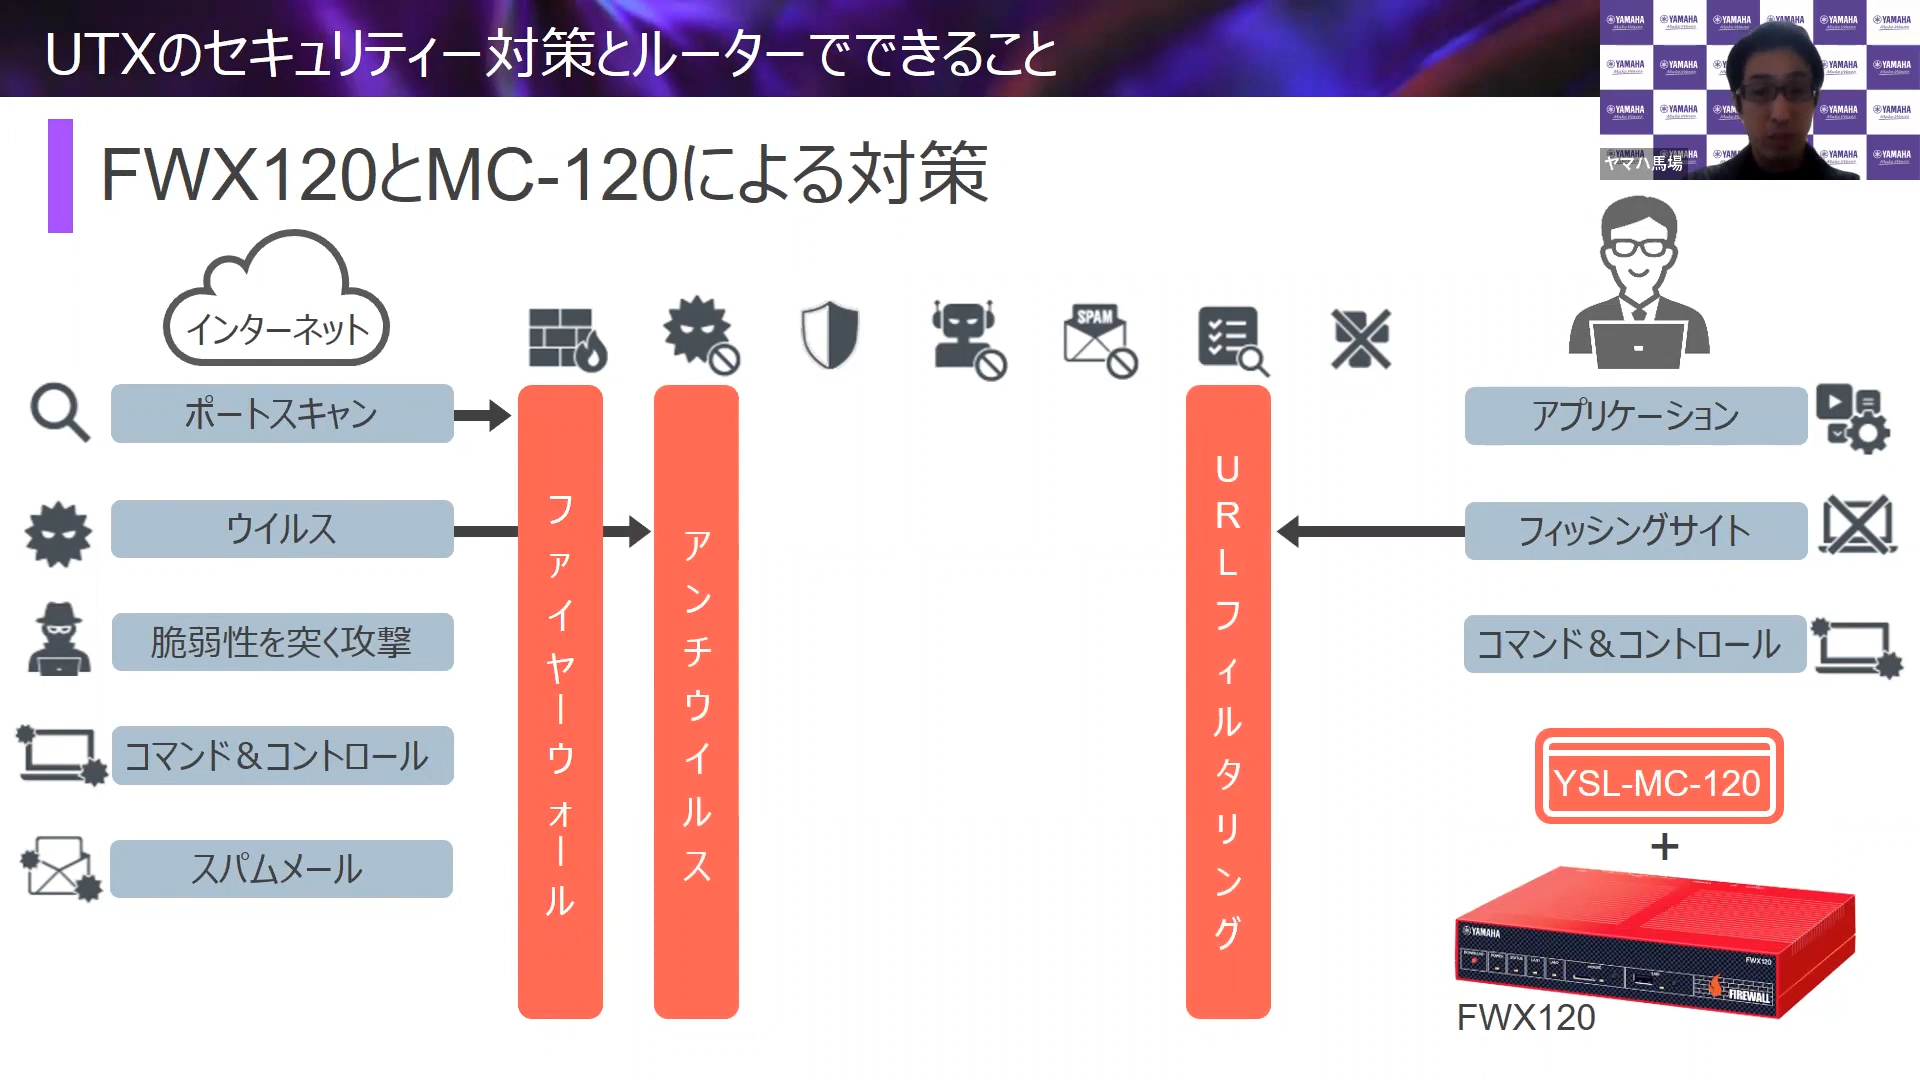 UTXのセキュリティー対策とルーターでできること
FWX120とMC-120による対策
YAMAHA
ヤマハ馬場
インターネット
SPAM
ポートスキャン
ウイルス
脆弱性を突く攻撃
コマンド＆コントロール
スパムメール
ファイヤーウォール
アンチウイルス
URLフィルタリング
アプリケーション
フィッシングサイト
コマンド＆コントロール
YSL-MC-120
+
YAMAHA
FWX120
FIREWALL
FWX120